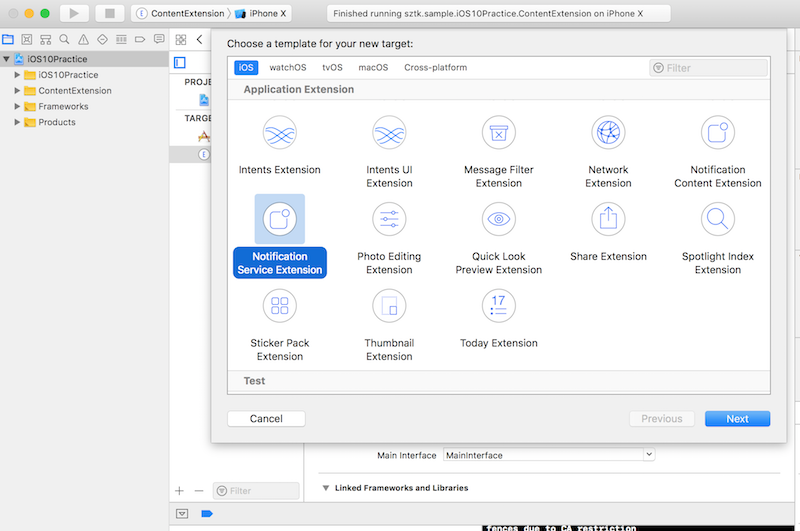 ContentExtension
iPhone X
Finished running sztk.sample.iOS10Practice.ContentExtension on iPhone X
iOS10Practice
iOS10Practice
ContentExtension
Frameworks
Products
PROJ
TARGE
Choose a template for your new target:
iOS
watchOS
tvOS
macOS
Cross-platform
Filter
Application Extension
Intents Extension
Intents UI
Extension
Message Filter
Extension
Network
Extension
Notification
Content Extension
Notification
Service Extension
Photo Editing
Extension
Quick Look
Preview Extension
Share Extension
Spotlight Index
Extension
Sticker Pack
Extension
Thumbnail
Extension
17
Today Extension
Test
Cancel
Previous
Next
Main Interface
MainInterface
Linked Frameworks and Libraries
Filter
fences due to CA restriction